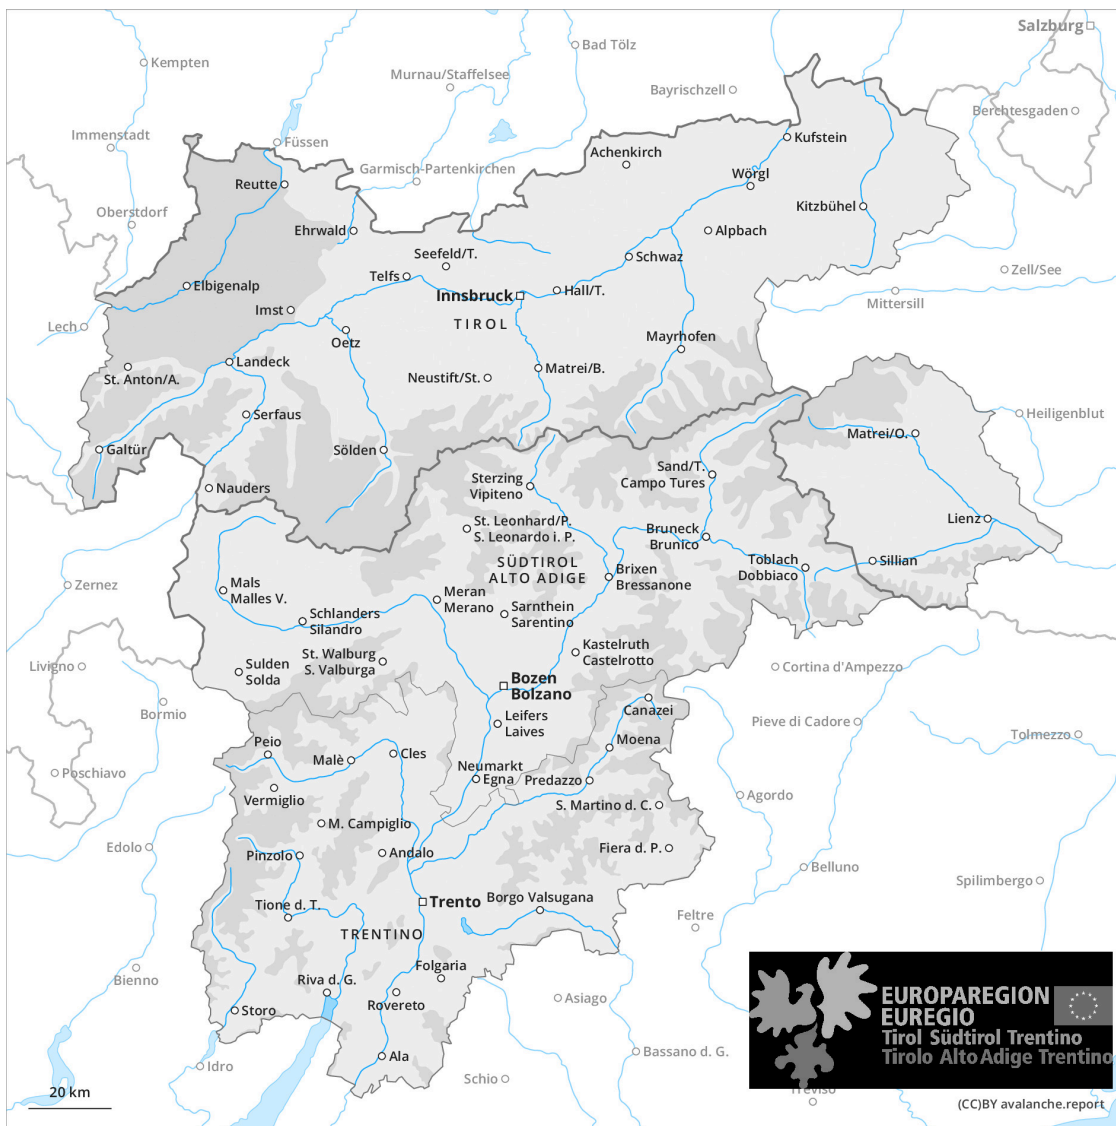 Salzburg
Bad Tölz
Kempten
Murnau/Staffelsee
Bayrischzell
Berchtesgaden
Immenstadt
Füssen
Kufstein
Achenkirch
Garmisch-Partenkirchen
Wörgl
Reutte
Oberstdorf
Kitzbühel
Ehrwald
Alpbach
Seefeld/T.
Schwaz
Telfs
Zell/See
Elbigenalp
Innsbruck
Hall/T.
Mittersill
Imst
TIROL
Lech
Oetz
Mayrhofen
Landeck
Matrei/B.
St. Anton/A.
Neustift/St.
Serfaus
Heiligenblut
Matrei/O.
Galtür
Sölden
Sand/T.
Campo Tures
Sterzing
Vipiteno
Nauders
St. Leonhard/P.
S. Leonardo i. P.
Lienz
Bruneck
Brunico
SÜDTIROL
ALTO ADIGE
Toblach
Dobbiaco
Sillian
Brixen
Bressanone
Zernez
Mals
Malles V.
Meran
Merano
Sarnthein
Sarentino
Schlanders
Silandro
Kastelruth
Castelrotto
St. Walburg
S. Valburga
Livigno
Sulden
Solda
Cortina d'Ampezzo
Bozen
Bolzano
Canazei
Bormio
Leifers
Laives
Pieve di Cadore
Tolmezzo
Moena
Peio
Cles
Malè
Neumarkt
Egna
Predazzo
Poschiavo
Vermiglio
Agordo
S. Martino d. C.
M. Campiglio
Edolo
Pinzolo
Andalo
Fiera d. P.
Belluno
Spilimbergo
Trento
Borgo Valsugana
Tione d. T.
Feltre
TRENTINO
Folgaria
Bienno
Riva d. G.
Rovereto
Asiago
Storo
EUROPAREGION
EUREGIO
Tirol Südtirol Trentino
Tirolo Alto Adige Trentino
Ala
Bassano d. G.
Idro
Schio
Treviso
20 km
(CC)BY avalanche.report